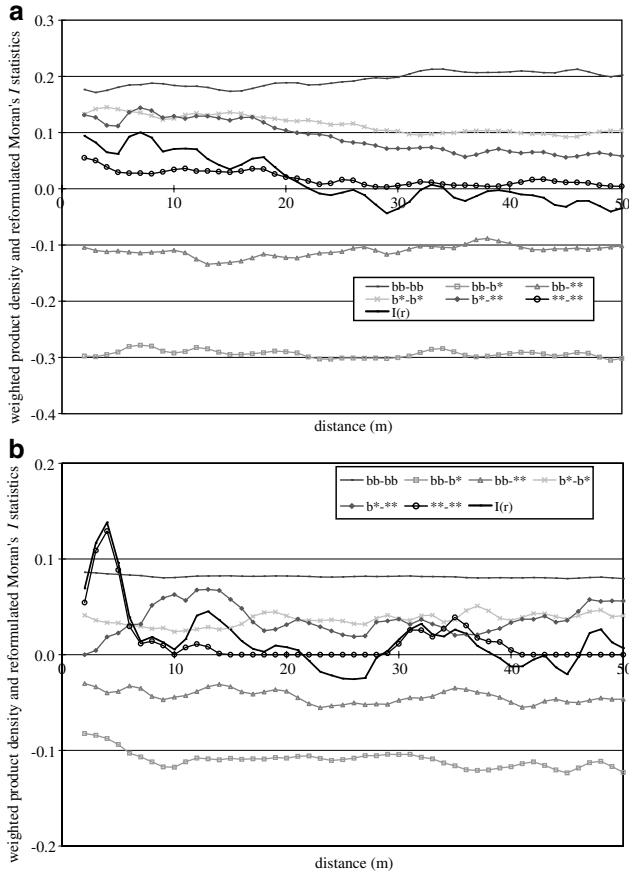 a
weighted product density and reformulated Moran's I statistics
0.3
0.2
0.1
0.0
-0.1
-0.2
-0.3
-0.4
0 10 20 30 40 50
bb-bb bb-b* bb-**
b*-b* b*-** **-**
I(r)
distance (m)
b
weighted product density and reformulated Moran's I statistics
0.2
0.1
0.0
-0.1
-0.2
0 10 20 30 40 50
bb-bb bb-b* bb-** b*-b*
b*-** **-** I(r)
distance (m)